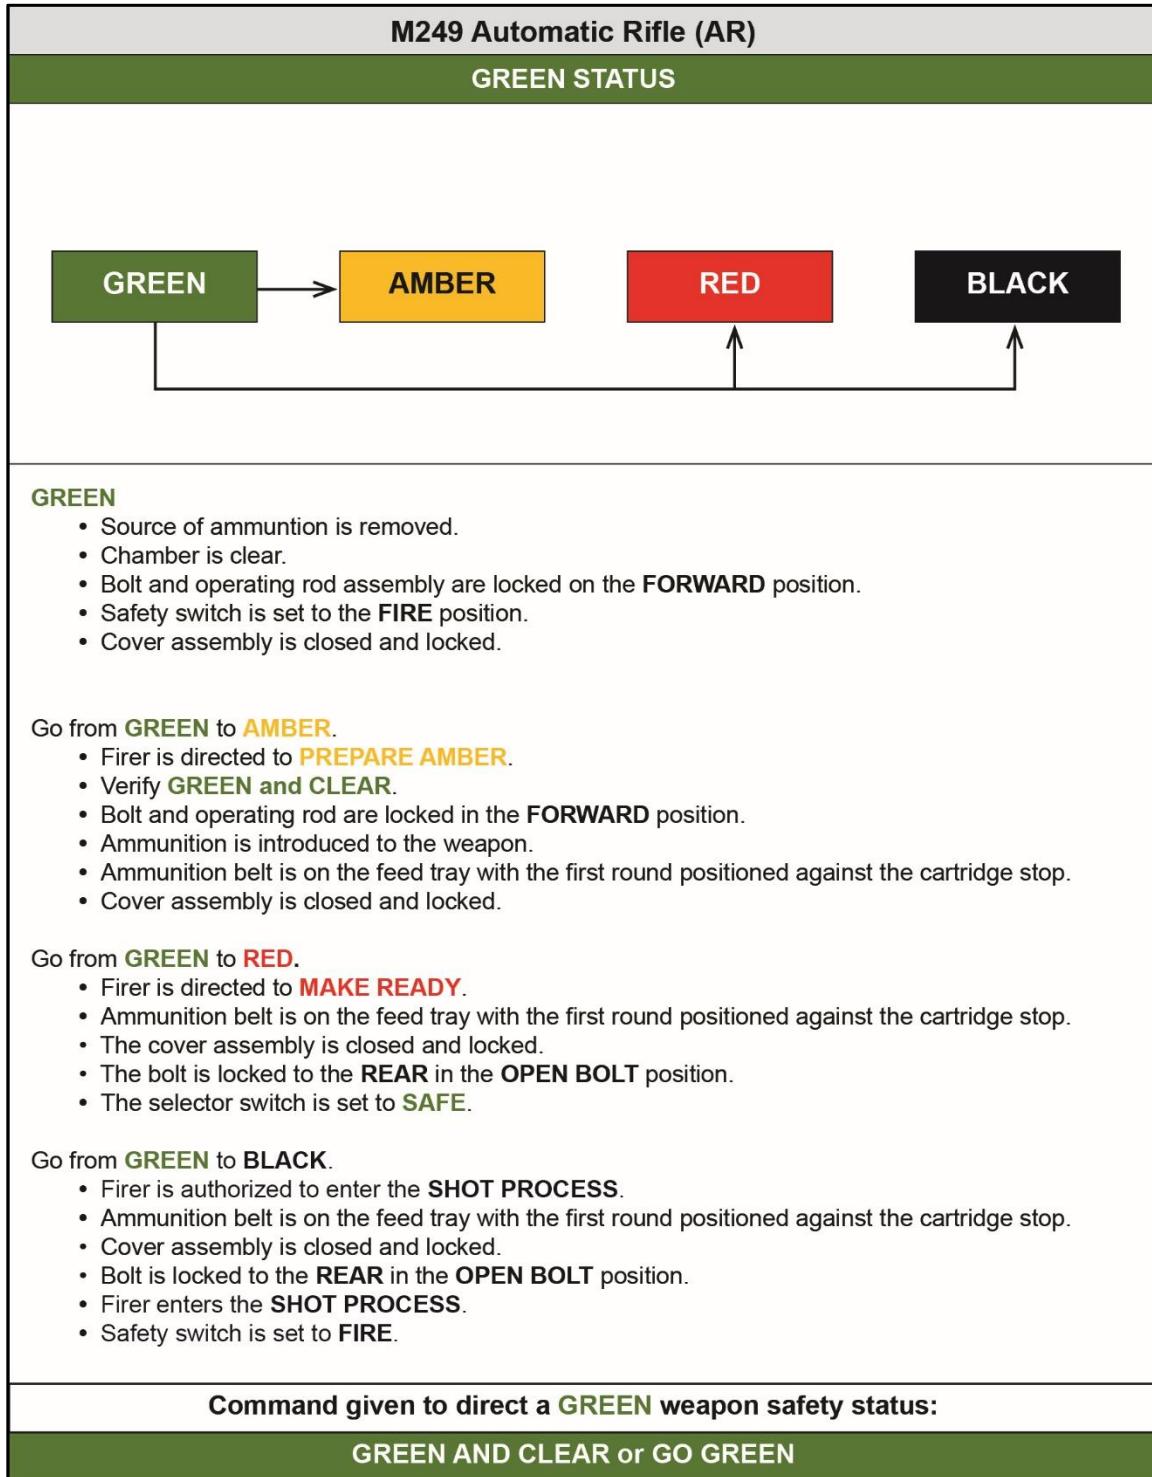 M249 Automatic Rifle (AR)
GREEN STATUS
GREEN
AMBER
RED
BLACK
GREEN
• Source of ammuntion is removed.
• Chamber is clear.
• Bolt and operating rod assembly are locked on the FORWARD position.
• Safety switch is set to the FIRE position.
• Cover assembly is closed and locked.
Go from GREEN to AMBER.
• Firer is directed to PREPARE AMBER.
• Verify GREEN and CLEAR.
• Bolt and operating rod are locked in the FORWARD position.
• Ammunition is introduced to the weapon.
• Ammunition belt is on the feed tray with the first round positioned against the cartridge stop.
• Cover assembly is closed and locked.
Go from GREEN to RED.
• Firer is directed to MAKE READY.
• Ammunition belt is on the feed tray with the first round positioned against the cartridge stop.
• The cover assembly is closed and locked.
• The bolt is locked to the REAR in the OPEN BOLT position.
• The selector switch is set to SAFE.
Go from GREEN to BLACK.
• Firer is authorized to enter the SHOT PROCESS.
• Ammunition belt is on the feed tray with the first round positioned against the cartridge stop.
• Cover assembly is closed and locked.
• Bolt is locked to the REAR in the OPEN BOLT position.
• Firer enters the SHOT PROCESS.
• Safety switch is set to FIRE.
Command given to direct a GREEN weapon safety status:
GREEN AND CLEAR or GO GREEN